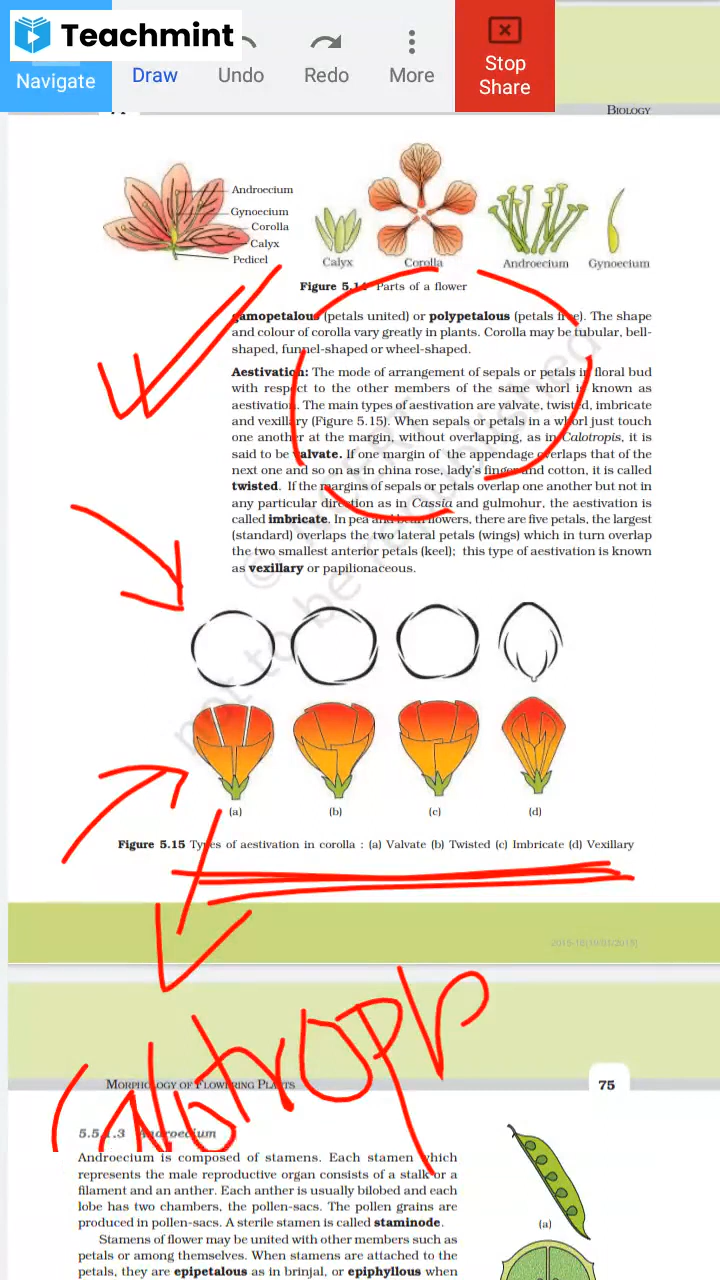 Teachmint
Navigate
Draw
Undo
Redo
More
Stop
Share
BIOLOGY
Androecium
Gynoecium
Corolla
Calyx
Pedicel
Calyx
Corolla
Androecium
Gynoecium
Figure 5.14 Parts of a flower
gamopetalous (petals united) or polypetalous (petals free). The shape
and colour of corolla vary greatly in plants. Corolla may be tubular, bell-
shaped, funnel-shaped or wheel-shaped.
Aestivation: The mode of arrangement of sepals or petals in floral bud
with respect to the other members of the same whorl is known as
aestivation. The main types of aestivation are valvate, twisted, imbricate
and vexillary (Figure 5.15). When sepals or petals in a whorl just touch
one another at the margin, without overlapping, as in Calotropis, it is
said to be valvate. If one margin of the appendage overlaps that of the
next one and so on as in china rose, lady's finger and cotton, it is called
twisted. If the margins of sepals or petals overlap one another but not in
any particular direction as in Cassia and gulmohur, the aestivation is
called imbricate. In pea and bean flowers, there are five petals, the largest
(standard) overlaps the two lateral petals (wings) which in turn overlap
the two smallest anterior petals (keel); this type of aestivation is known
as vexillary or papilionaceous.
not to be republished
(a)
(b)
(c)
(d)
Figure 5.15 Types of aestivation in corolla : (a) Valvate (b) Twisted (c) Imbricate (d) Vexillary
MORPHOLOGY OF FLOWERING PLANTS
75
5.5.1.3 Androecium
Androecium is composed of stamens. Each stamen which
represents the male reproductive organ consists of a stalk or a
filament and an anther. Each anther is usually bilobed and each
lobe has two chambers, the pollen-sacs. The pollen grains are
produced in pollen-sacs. A sterile stamen is called staminode.
Stamens of flower may be united with other members such as
petals or among themselves. When stamens are attached to the
petals, they are epipetalous as in brinjal, or epiphyllous when
(a)